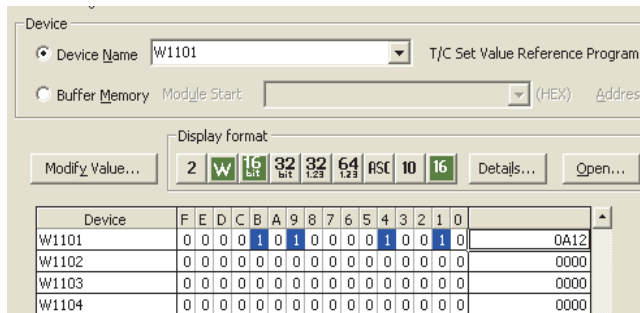 Device
Device Name W1101 T/C Set Value Reference Program
Buffer Memory Module Start (HEX) Addres
Display format
Modify Value... 2 W 16 bit 32 bit 32 1.23 64 1.23 ASC 10 16 Details... Open...
Device F E D C B A 9 8 7 6 5 4 3 2 1 0
W1101 0 0 0 0 1 0 1 0 0 0 0 1 0 0 1 0 0A12
W1102 0 0 0 0 0 0 0 0 0 0 0 0 0 0 0 0 0000
W1103 0 0 0 0 0 0 0 0 0 0 0 0 0 0 0 0 0000
W1104 0 0 0 0 0 0 0 0 0 0 0 0 0 0 0 0 0000